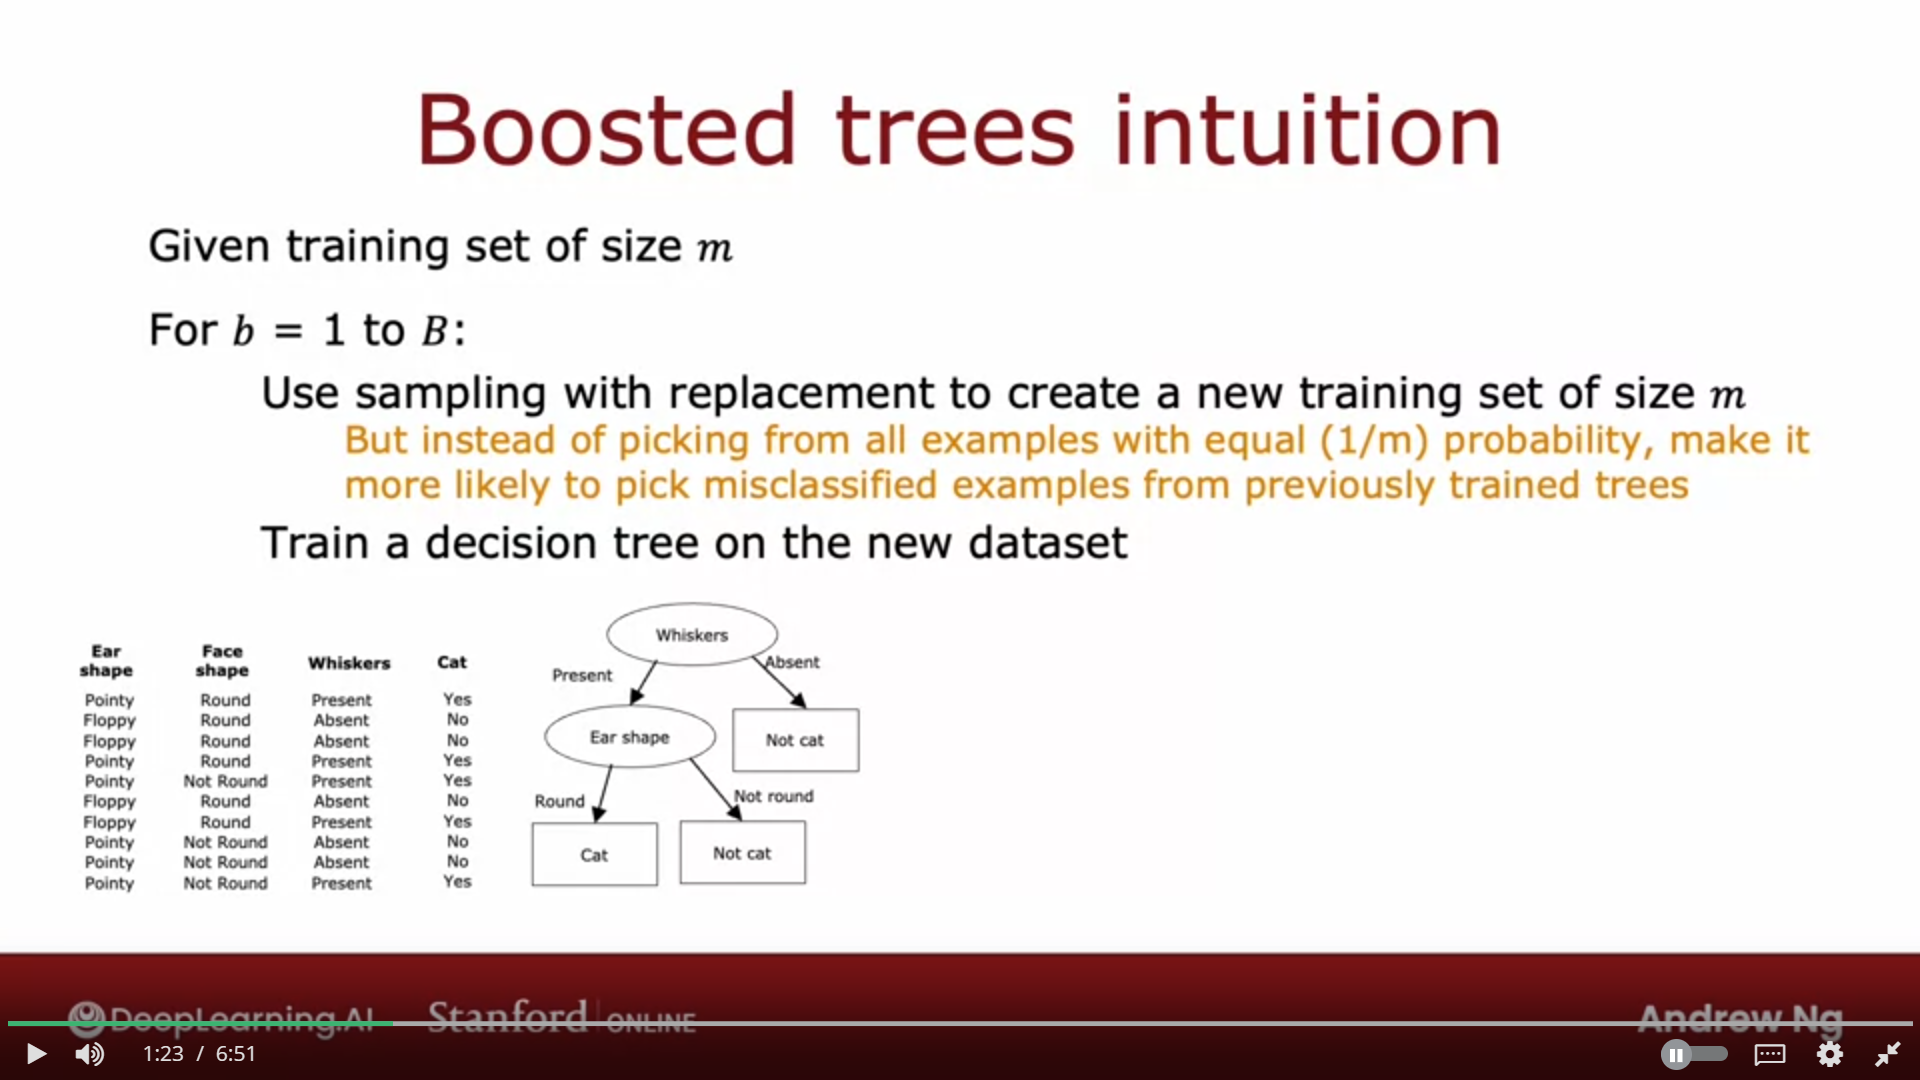 Boosted trees intuition
Given training set of size m
For b = 1 to B:
Use sampling with replacement to create a new training set of size m
But instead of picking from all examples with equal (1/m) probability, make it
more likely to pick misclassified examples from previously trained trees
Train a decision tree on the new dataset
Ear shape Face shape Whiskers Cat
Pointy Round Present Yes
Floppy Round Absent No
Floppy Round Absent No
Pointy Round Present Yes
Pointy Not Round Present Yes
Floppy Round Absent No
Floppy Round Present Yes
Pointy Not Round Absent No
Pointy Not Round Absent No
Pointy Not Round Present Yes
Whiskers
Present
Absent
Ear shape
Not cat
Round
Not round
Cat
Not cat
DeepLearning.AI
Stanford ONLINE
Andrew Ng
1:23 / 6:51